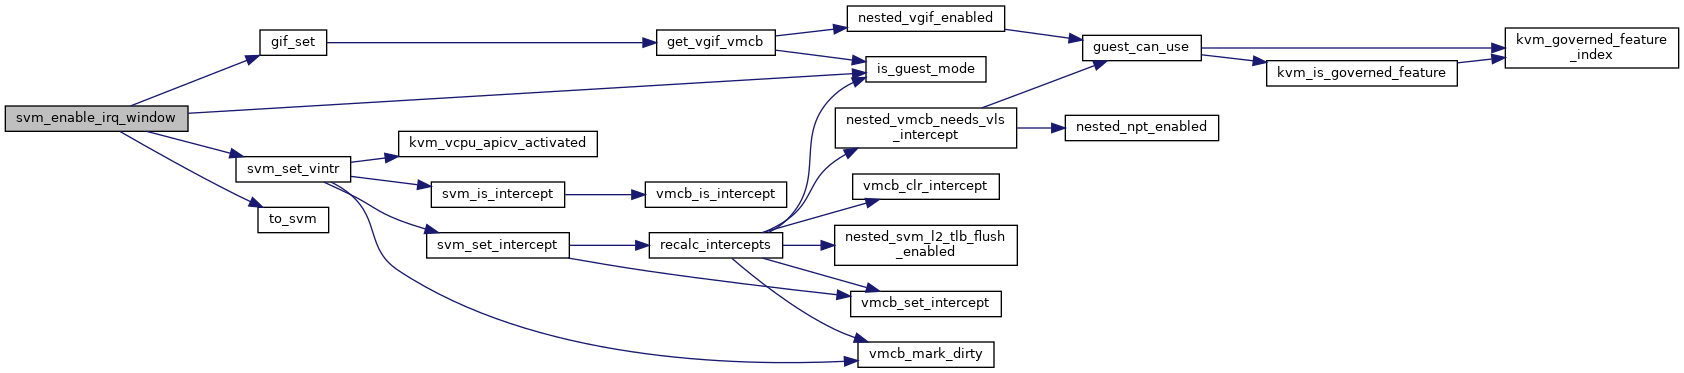 svm_enable_irq_window
gif_set
svm_set_vintr
to_svm
kvm_vcpu_apicv_activated
svm_is_intercept
svm_set_intercept
get_vgif_vmcb
vmcb_is_intercept
recalc_intercepts
nested_vgif_enabled
is_guest_mode
nested_vmcb_needs_vls
_intercept
vmcb_clr_intercept
nested_svm_l2_tlb_flush
_enabled
vmcb_set_intercept
vmcb_mark_dirty
guest_can_use
nested_npt_enabled
kvm_is_governed_feature
kvm_governed_feature
_index